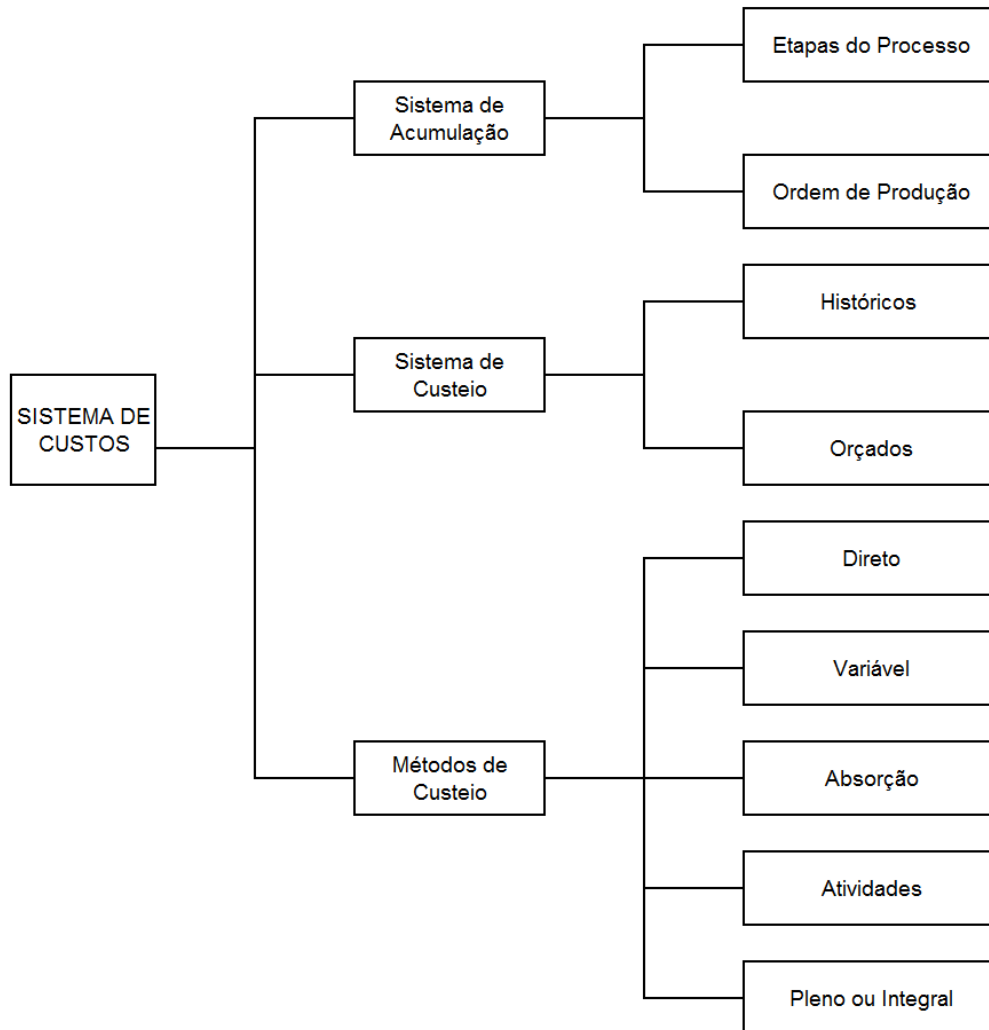 Etapas do Processo
Sistema de
Acumulação
Ordem de Produção
Históricos
Sistema de
Custeio
SISTEMA DE
CUSTOS
Orçados
Direto
Variável
Métodos de
Custeio
Absorção
Atividades
Pleno ou Integral